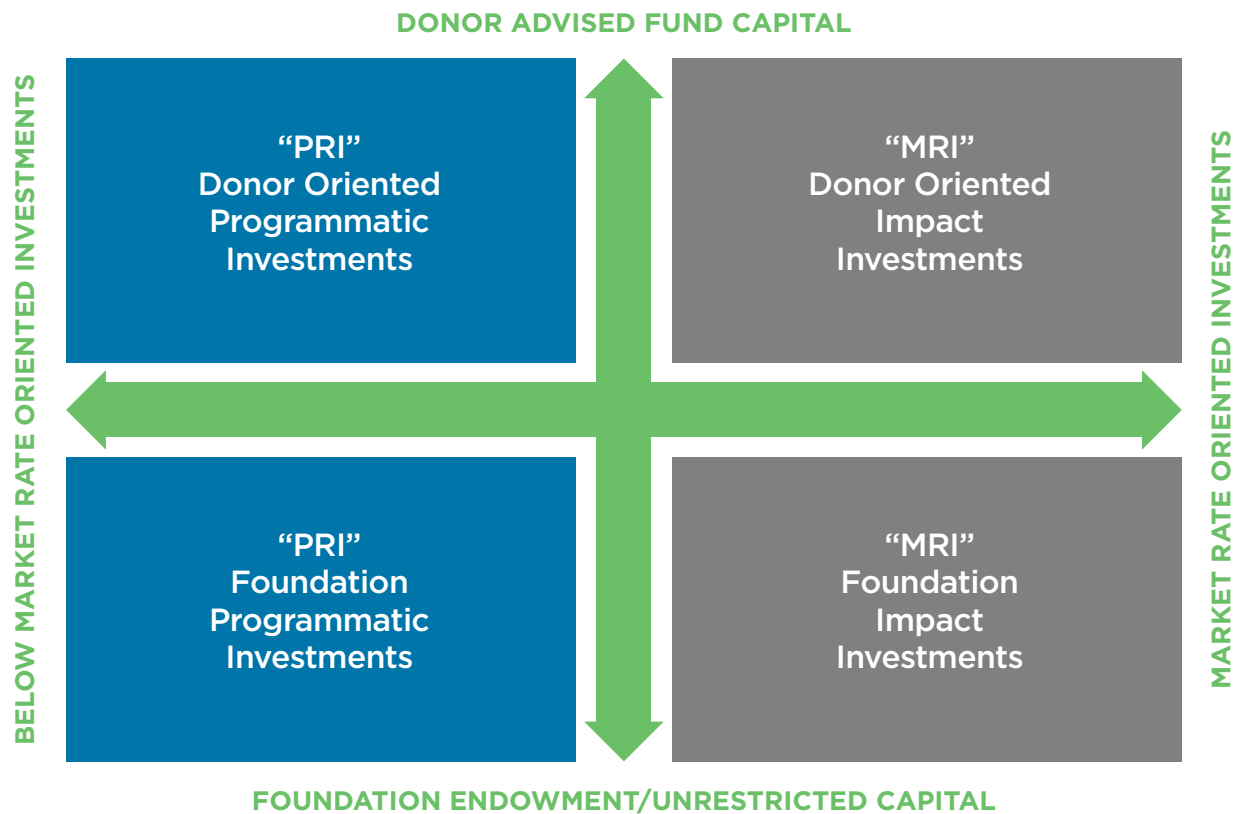 DONOR ADVISED FUND CAPITAL
BELOW MARKET RATE ORIENTED INVESTMENTS
“PRI”
Donor Oriented
Programmatic
Investments
“MRI”
Donor Oriented
Impact
Investments
MARKET RATE ORIENTED INVESTMENTS
“PRI”
Foundation
Programmatic
Investments
“MRI”
Foundation
Impact
Investments
FOUNDATION ENDOWMENT/UNRESTRICTED CAPITAL